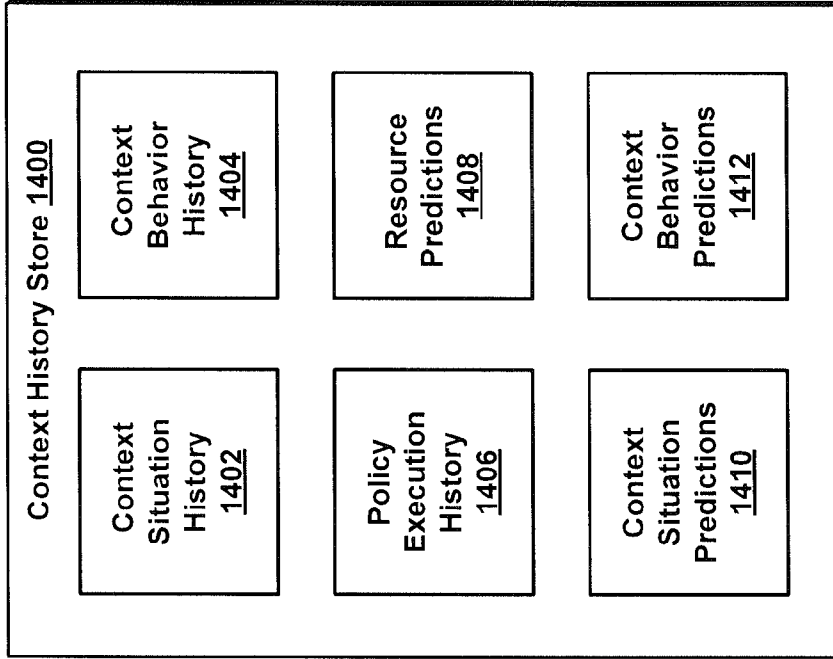 Context History Store 1400
Context
Situation
History
1402
Context
Behavior
History
1404
Policy
Execution
History
1406
Resource
Predictions
1408
Context
Situation
Predictions
1410
Context
Behavior
Predictions
1412